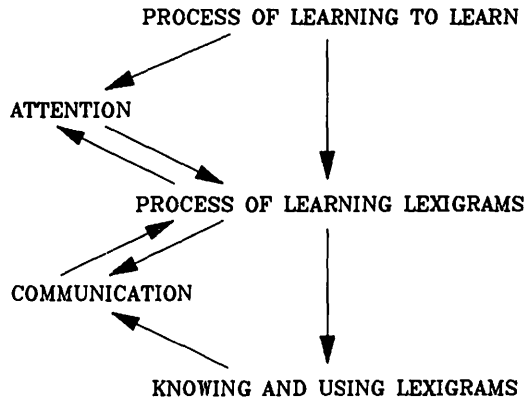 PROCESS OF LEARNING TO LEARN
ATTENTION
PROCESS OF LEARNING LEXIGRAMS
COMMUNICATION
KNOWING AND USING LEXIGRAMS